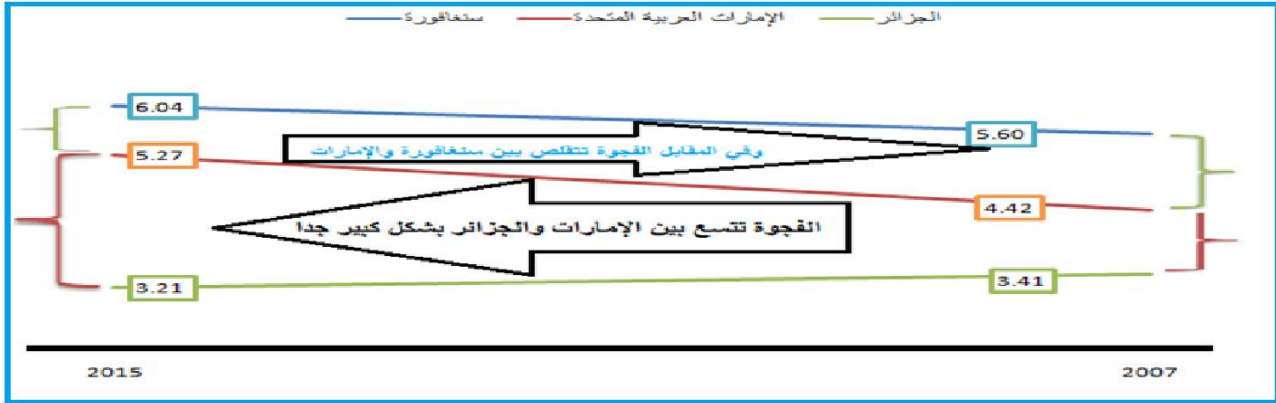 الجزائر الإمارات العربية المتحدة سنغافورة
6.04
5.60
وفي المقابل الفجوة تتقلص بين سنغافورة والإمارات
5.27
4.42
الفجوة تتسع بين الإمارات والجزائر بشكل كبير جدا
3.21
3.41
2015 2007